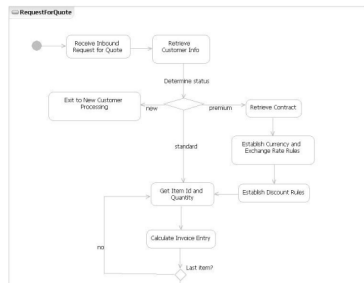 RequestForQuote
Receive Inbound
Request for Quote
Retrieve
Customer Info
Determine status
Exit to New Customer
Processing
new
premium
Retrieve Contract
standard
Establish Currency and
Exchange Rate Rules
Get Item Id and
Quantity
Establish Discount Rules
no
Calculate Invoice Entry
Last item?